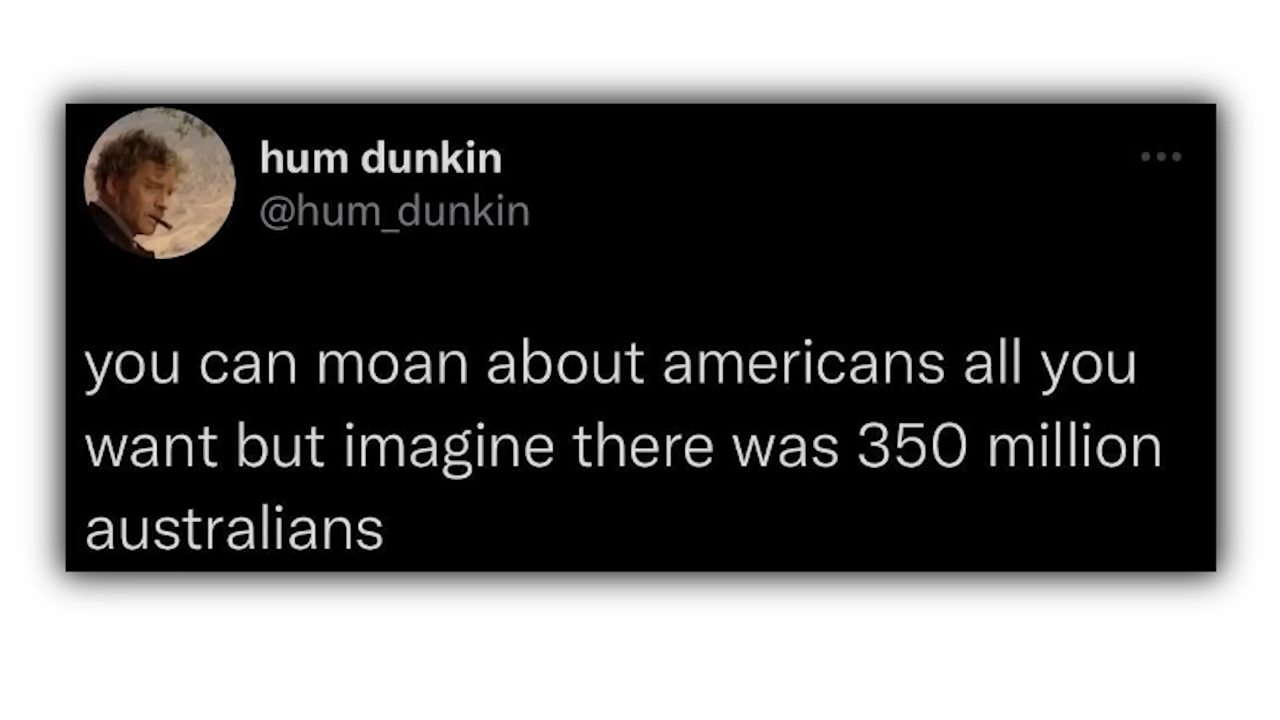 hum dunkin
@hum_dunkin
you can moan about americans all you
want but imagine there was 350 million
australians